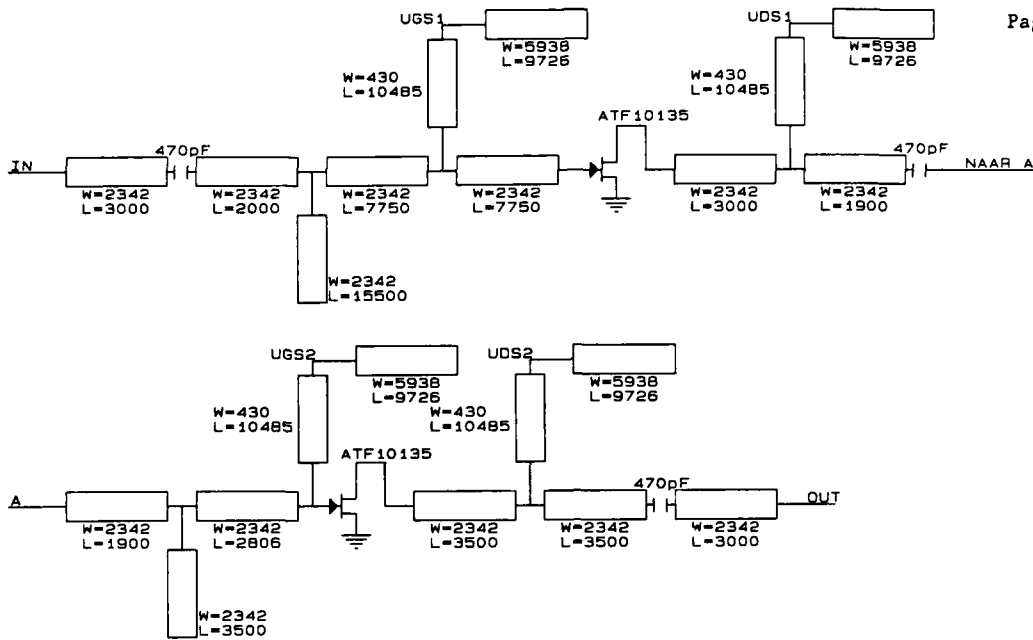 Pa
UGS1
W=5938
L=9726
UDS1
W=5938
L=9726
W=430
L=10485
W=430
L=10485
ATF10135
IN
470pF
470pF
NAAR A
W=2342
L=3000
W=2342
L=2000
W=2342
L=7750
W=2342
L=7750
W=2342
L=3000
W=2342
L=1900
W=2342
L=15500
UGS2
W=5938
L=9726
UDS2
W=5938
L=9726
W=430
L=10485
W=430
L=10485
ATF10135
A
470pF
OUT
W=2342
L=1900
W=2342
L=2806
W=2342
L=3500
W=2342
L=3500
W=2342
L=3000
W=2342
L=3500